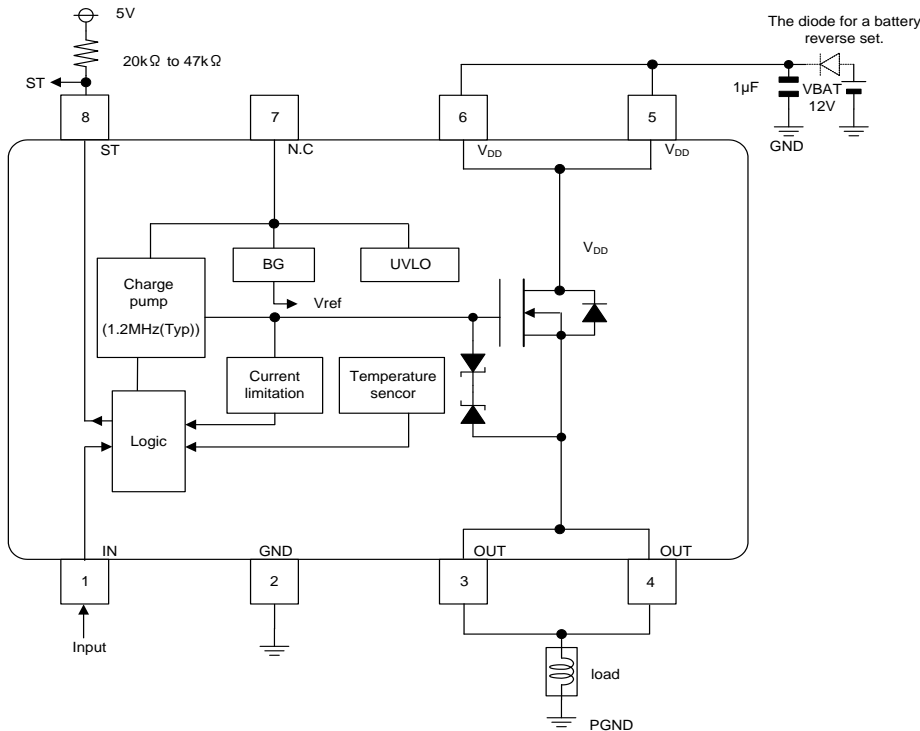 5V
The diode for a battery
reverse set.
20kΩ to 47kΩ
ST
1µF
VBAT
12V
GND
8
7
6
5
ST
N.C
VDD
VDD
VDD
BG
UVLO
Charge
pump
(1.2MHz(Typ))
Vref
Current
limitation
Temperature
sencor
Logic
IN
GND
OUT
OUT
1
2
3
4
Input
load
PGND